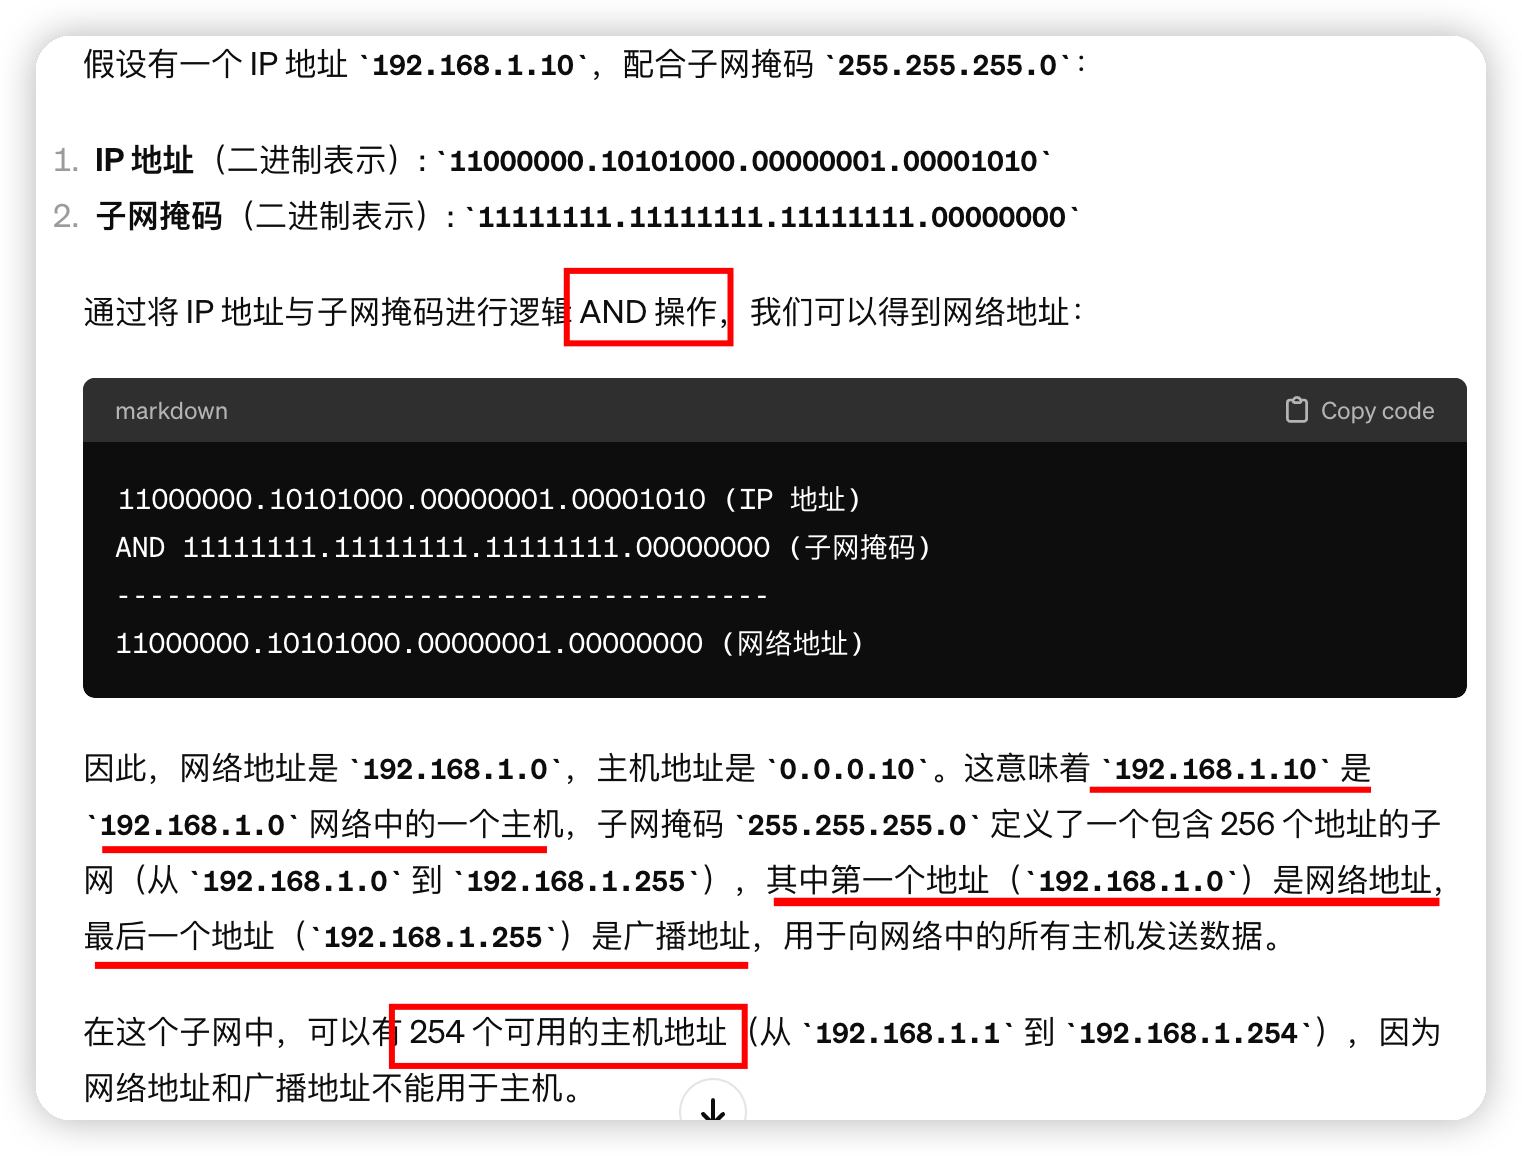 假设有一个 IP 地址 `192.168.1.10`，配合子网掩码 `255.255.255.0`：
1. IP 地址（二进制表示）: `11000000.10101000.00000001.00001010`
2. 子网掩码（二进制表示）: `11111111.11111111.11111111.00000000`
通过将 IP 地址与子网掩码进行逻辑 AND 操作，我们可以得到网络地址：
markdown
Copy code
11000000.10101000.00000001.00001010 (IP 地址)
AND 11111111.11111111.11111111.00000000 (子网掩码)
---------------------------------------
11000000.10101000.00000001.00000000 (网络地址)
因此，网络地址是 `192.168.1.0`，主机地址是 `0.0.0.10`。这意味着 `192.168.1.10` 是
`192.168.1.0` 网络中的一个主机，子网掩码 `255.255.255.0` 定义了一个包含 256 个地址的子
网（从 `192.168.1.0` 到 `192.168.1.255`），其中第一个地址（`192.168.1.0`）是网络地址，
最后一个地址（`192.168.1.255`）是广播地址，用于向网络中的所有主机发送数据。
在这个子网中，可以有 254 个可用的主机地址（从 `192.168.1.1` 到 `192.168.1.254`），因为
网络地址和广播地址不能用于主机。